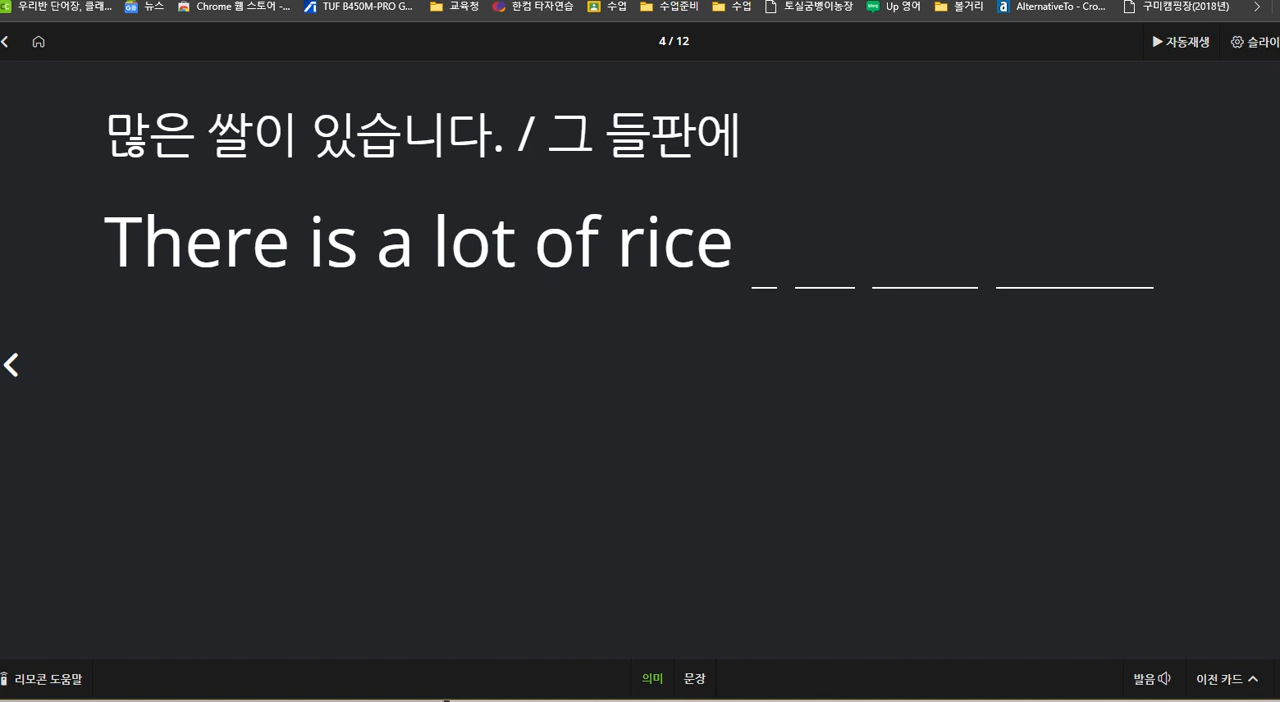 우리반 단어장, 클래... 뉴스 Chrome 웹 스토어 -... TUF B450M-PRO G... 교육청 한컴 타자연습 수업 수업준비 수업 토실굼벵이농장 Up 영어 볼거리 AlternativeTo - Cro... 구미캠핑장(2018년)
4 / 12 자동재생 슬라이
많은 쌀이 있습니다. / 그 들판에
There is a lot of rice __ ____ ______ ________
리모콘 도움말 의미 문장 발음 이전 카드